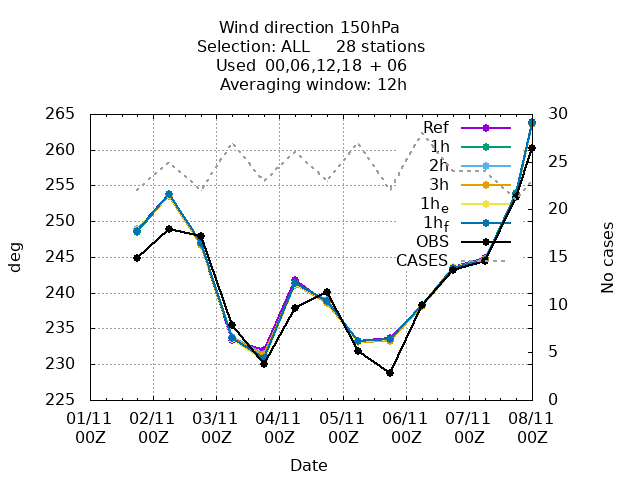 Wind direction 150hPa
Selection: ALL 28 stations
Used 00,06,12,18 + 06
Averaging window: 12h
265
260
255
250
245
240
235
230
225
30
25
20
15
10
5
0
deg
No cases
Ref
1h
2h
3h
1he
1hf
OBS
CASES
01/11 02/11 03/11 04/11 05/11 06/11 07/11 08/11
00Z 00Z 00Z 00Z 00Z 00Z 00Z 00Z
Date